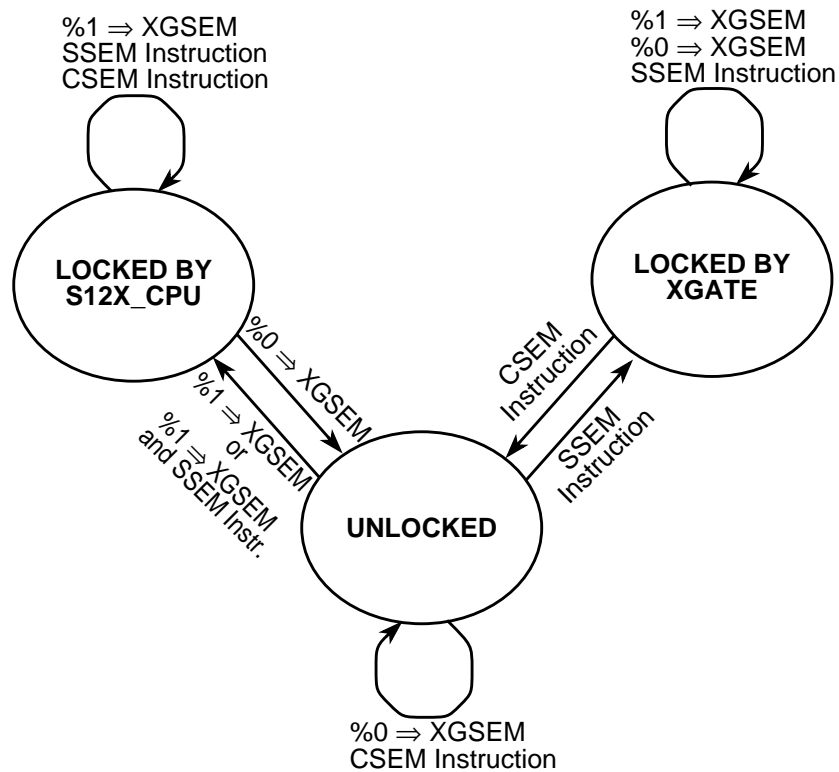 %1 ⇒ XGSEM
SSEM Instruction
CSEM Instruction
%1 ⇒ XGSEM
%0 ⇒ XGSEM
SSEM Instruction
LOCKED BY
S12X_CPU
LOCKED BY
XGATE
%0 ⇒ XGSEM
%1 ⇒ XGSEM
or
%1 ⇒ XGSEM
and SSEM Instr.
CSEM
Instruction
SSEM
Instruction
UNLOCKED
%0 ⇒ XGSEM
CSEM Instruction